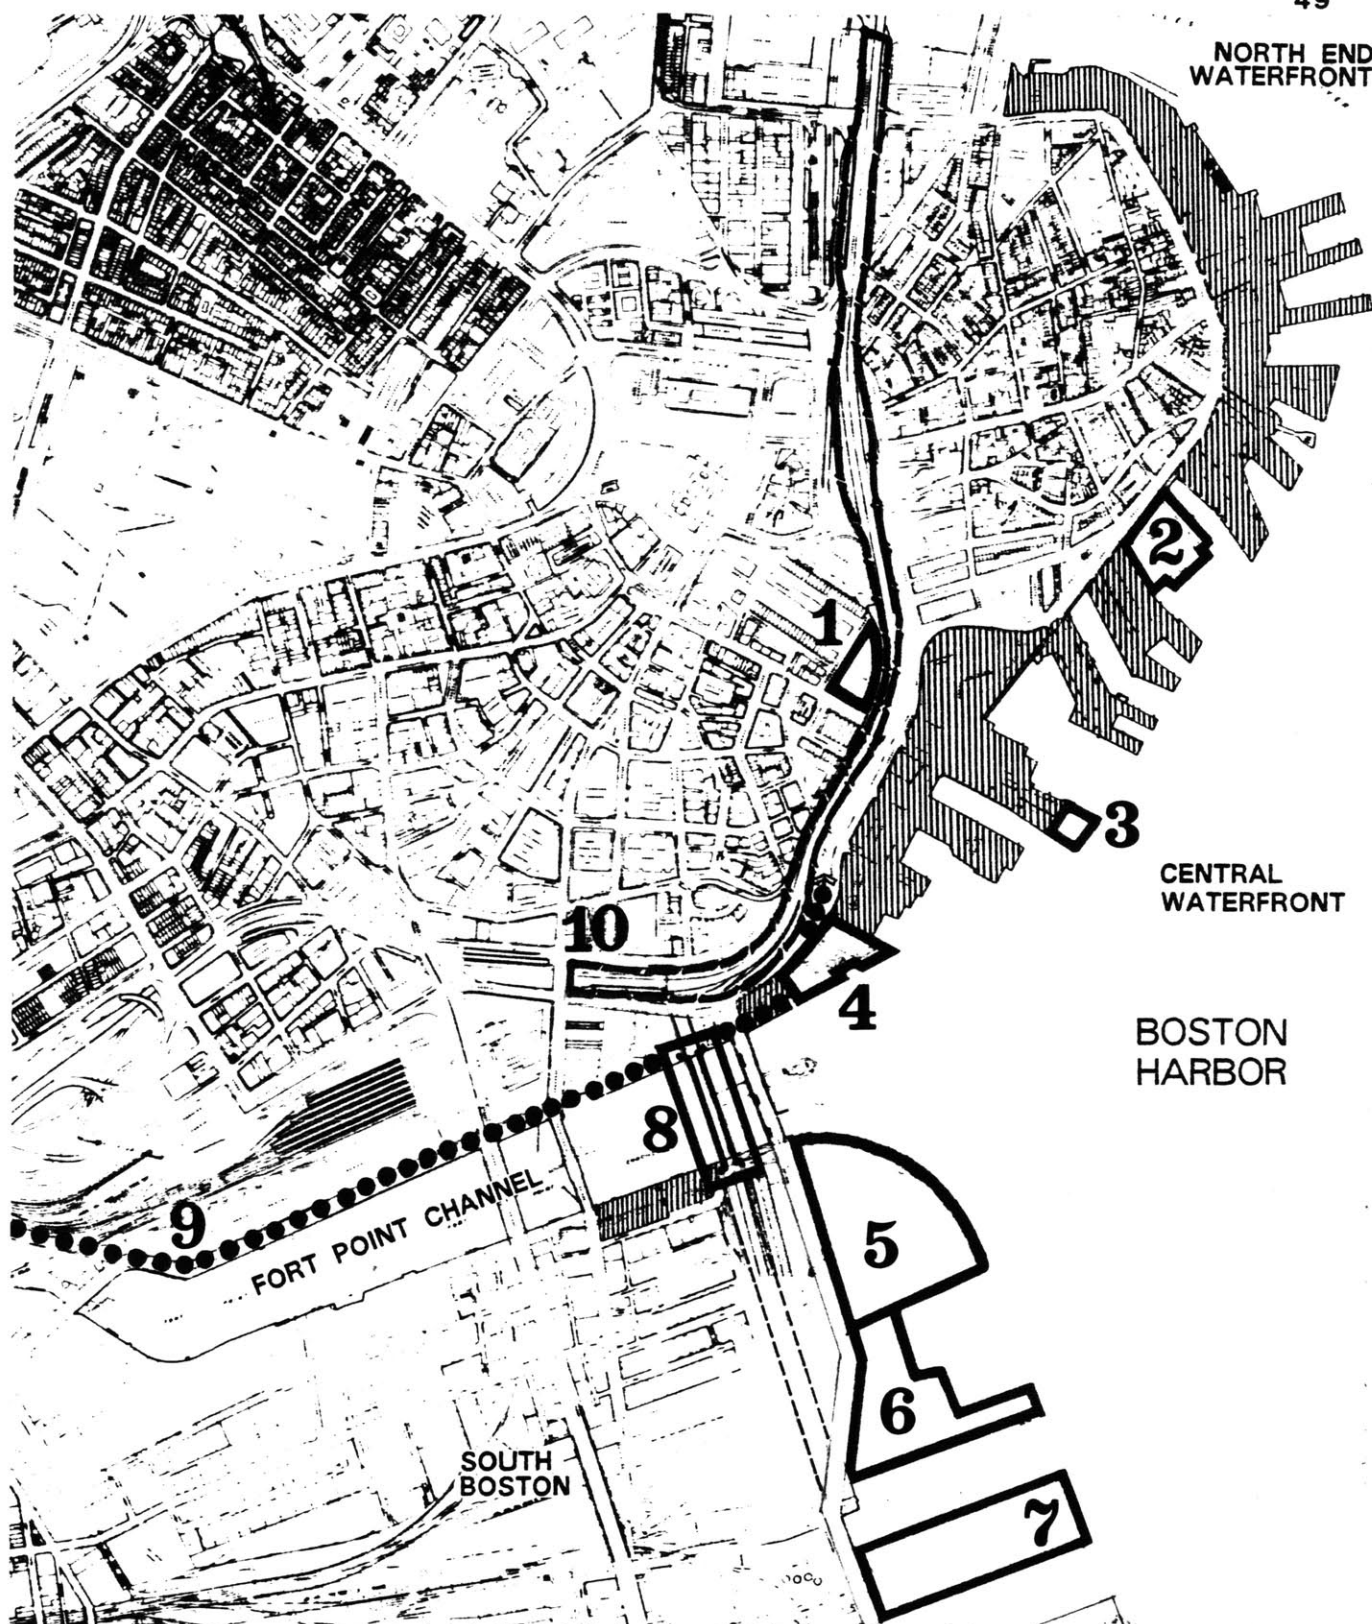 49
NORTH END
WATERFRONT
2
1
3
CENTRAL
WATERFRONT
10
4
BOSTON
HARBOR
8
9
FORT POINT CHANNEL
5
6
SOUTH
BOSTON
7